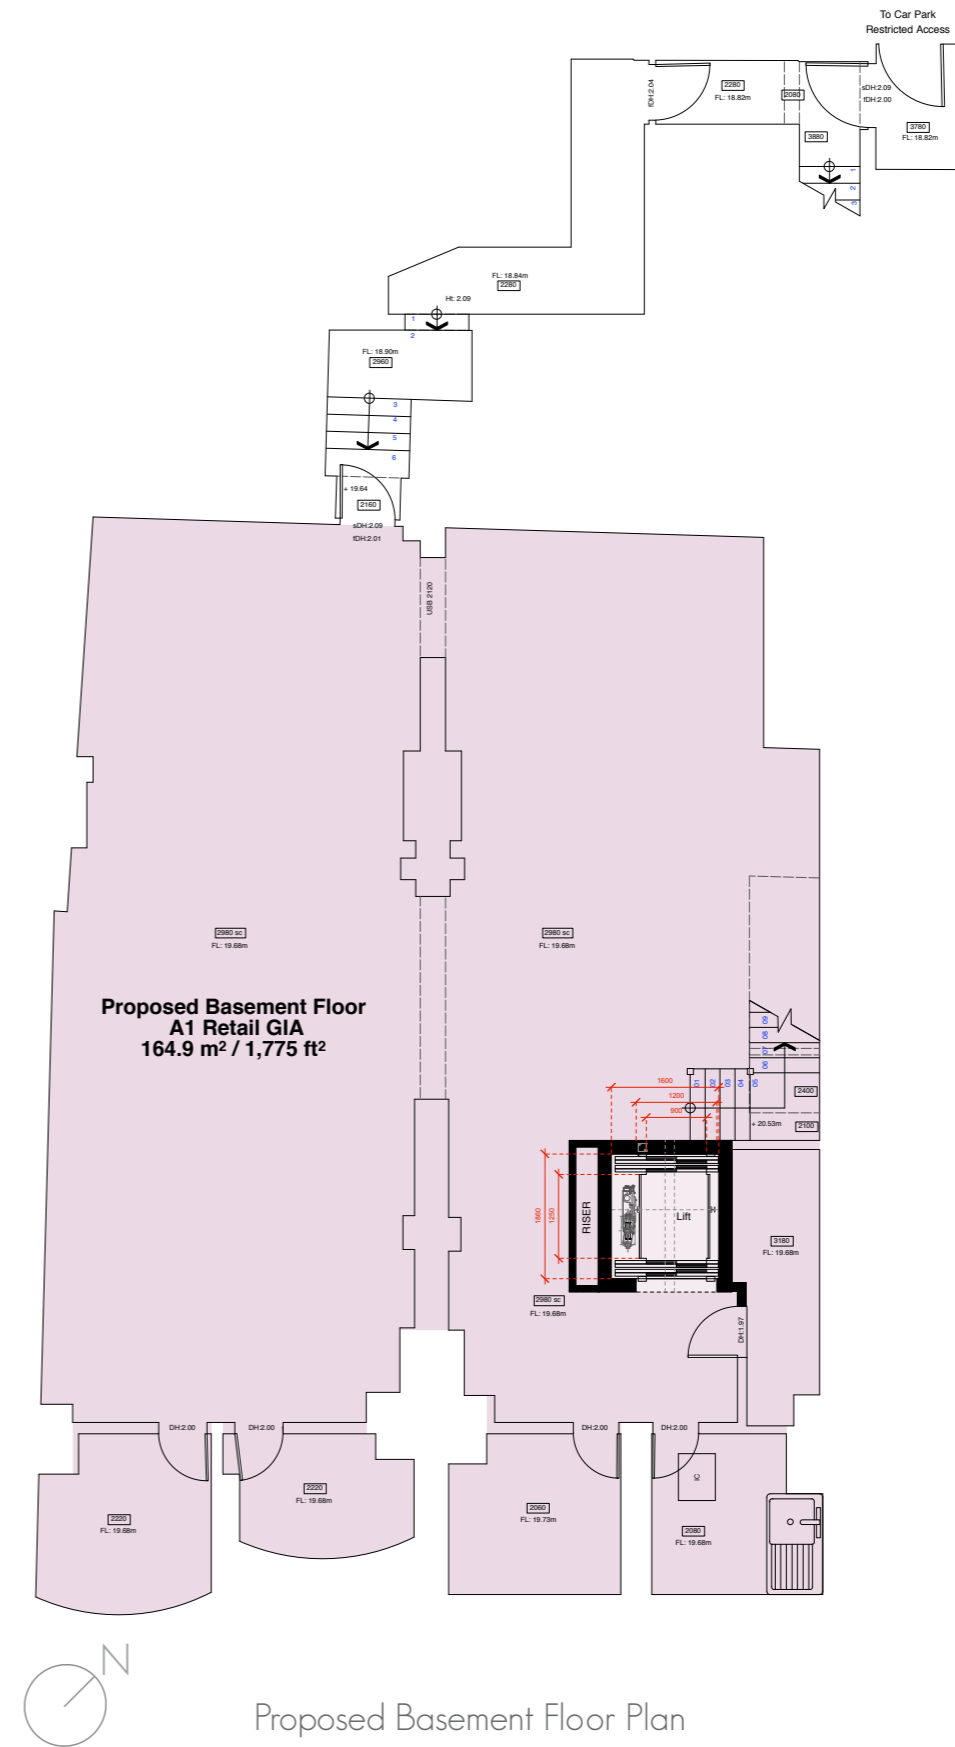 To Car Park
Restricted Access
fDH:2.04
2280
FL: 18.82m
2080
sDH:2.09
fDH:2.00
3780
FL: 18.82m
3880
1
2
3
FL: 18.84m
2280
Ht: 2.09
1
2
FL: 18.90m
2960
3
4
5
6
+ 19.64
2160
sDH:2.09
fDH:2.01
USB 2120
2980 sc
FL: 19.68m
2980 sc
FL: 19.68m
Proposed Basement Floor
A1 Retail GIA
164.9 m² / 1,775 ft²
09
08
07
06
01
02
03
04
05
2400
+ 20.53m
2100
1600
1200
900
1860
1250
RISER
Lift
3180
FL: 19.68m
2980 sc
FL: 19.68m
DH:1.97
DH:2.00
DH:2.00
DH:2.00
DH:2.00
2220
FL: 19.68m
2220
FL: 19.68m
2060
FL: 19.73m
IC
2080
FL: 19.68m
N
Proposed Basement Floor Plan